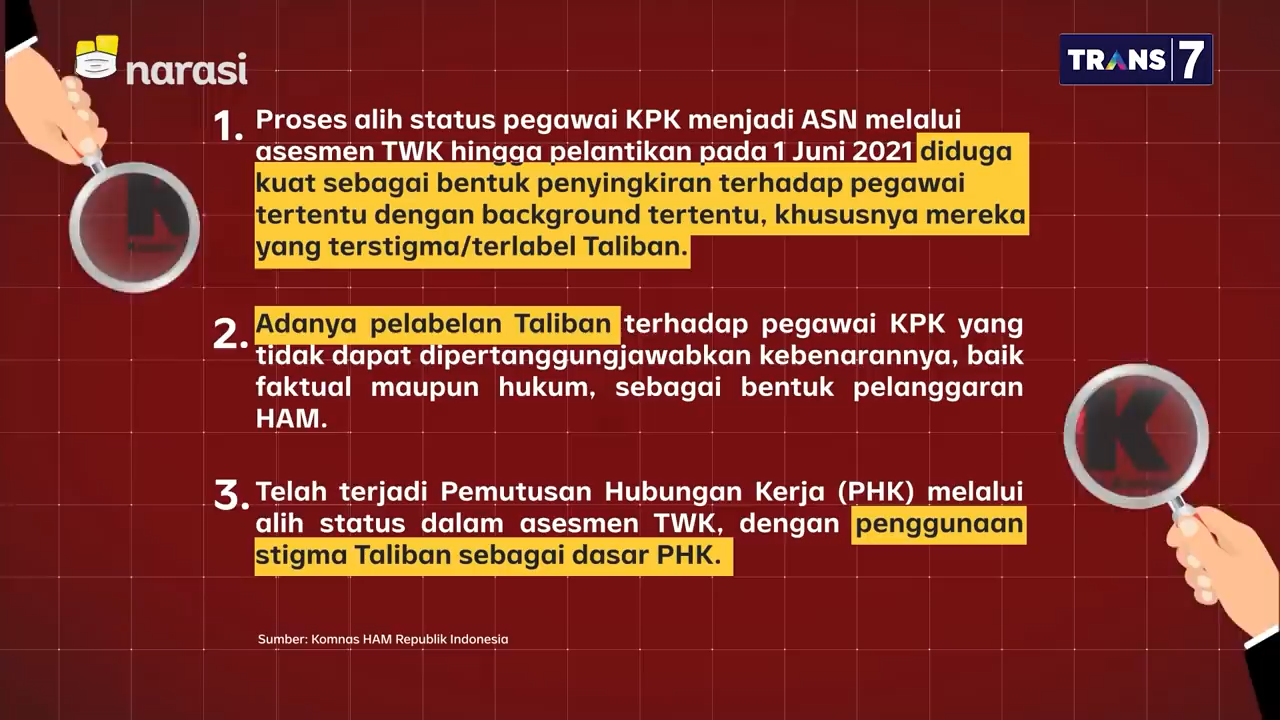 narasi
TRANS 7
1. Proses alih status pegawai KPK menjadi ASN melalui
asesmen TWK hingga pelantikan pada 1 Juni 2021 diduga
kuat sebagai bentuk penyingkiran terhadap pegawai
tertentu dengan background tertentu, khususnya mereka
yang terstigma/terlabel Taliban.
2. Adanya pelabelan Taliban terhadap pegawai KPK yang
tidak dapat dipertanggungjawabkan kebenarannya, baik
faktual maupun hukum, sebagai bentuk pelanggaran
HAM.
3. Telah terjadi Pemutusan Hubungan Kerja (PHK) melalui
alih status dalam asesmen TWK, dengan penggunaan
stigma Taliban sebagai dasar PHK.
K
Sumber: Komnas HAM Republik Indonesia